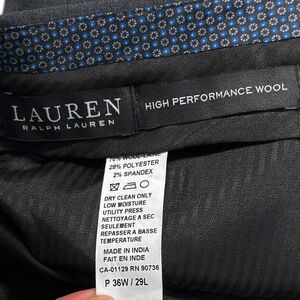 LAUREN
RALPH LAUREN
HIGH PERFORMANCE WOOL
28% POLYESTER
2% SPANDEX
DRY CLEAN ONLY
LOW MOISTURE
UTILITY PRESS
NETTOYAGE A SEC
SEULEMENT
REPASSER A BASSE
TEMPERATURE
MADE IN INDIA
FAIT EN INDE
CA-01129 RN 90736
P 36W / 29L